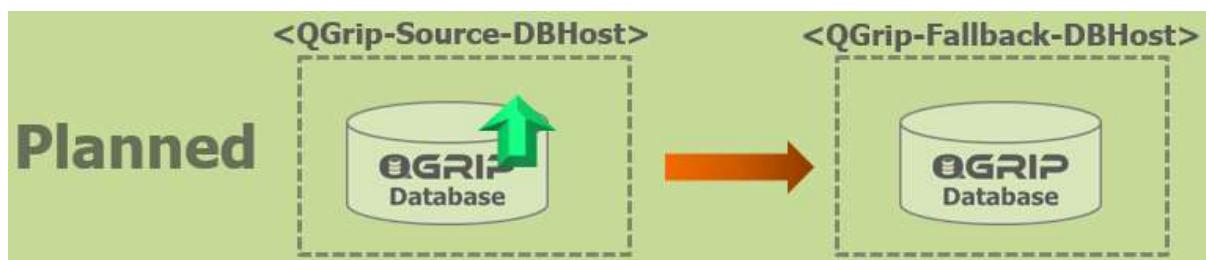 <QGrip-Source-DBHost>
<QGrip-Fallback-DBHost>
Planned
QGRIP
Database
QGRIP
Database